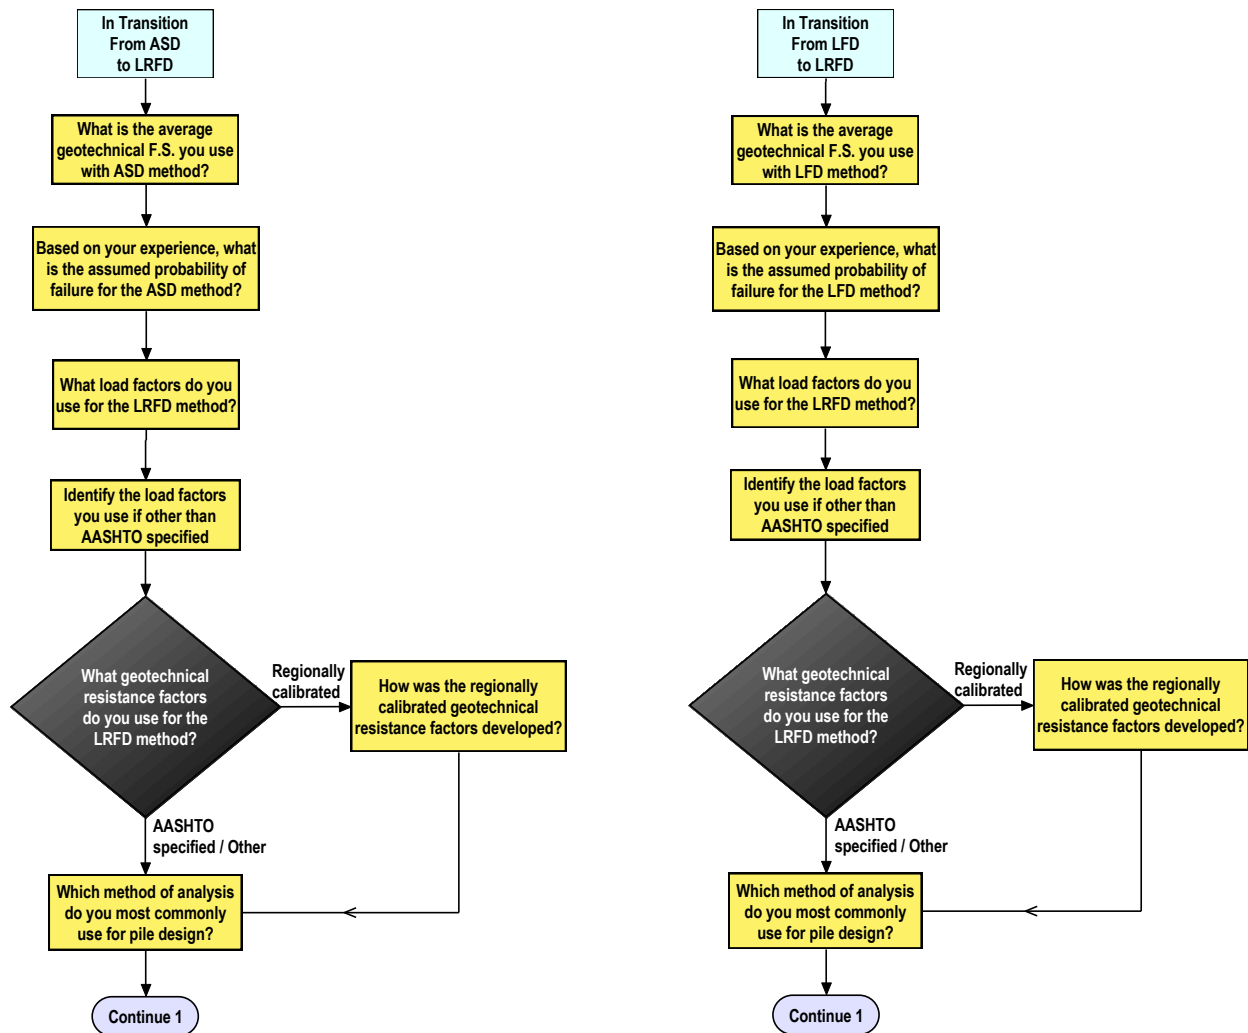 In Transition
From ASD
to LRFD
What is the average
geotechnical F.S. you use
with ASD method?
Based on your experience, what
is the assumed probability of
failure for the ASD method?
What load factors do you
use for the LRFD method?
Identify the load factors
you use if other than
AASHTO specified
What geotechnical
resistance factors
do you use for the
LRFD method?
Regionally
calibrated
How was the regionally
calibrated geotechnical
resistance factors developed?
AASHTO
specified / Other
Which method of analysis
do you most commonly
use for pile design?
Continue 1
In Transition
From LFD
to LRFD
What is the average
geotechnical F.S. you use
with LFD method?
Based on your experience, what
is the assumed probability of
failure for the LFD method?
What load factors do you
use for the LRFD method?
Identify the load factors
you use if other than
AASHTO specified
What geotechnical
resistance factors
do you use for the
LRFD method?
Regionally
calibrated
How was the regionally
calibrated geotechnical
resistance factors developed?
AASHTO
specified / Other
Which method of analysis
do you most commonly
use for pile design?
Continue 1